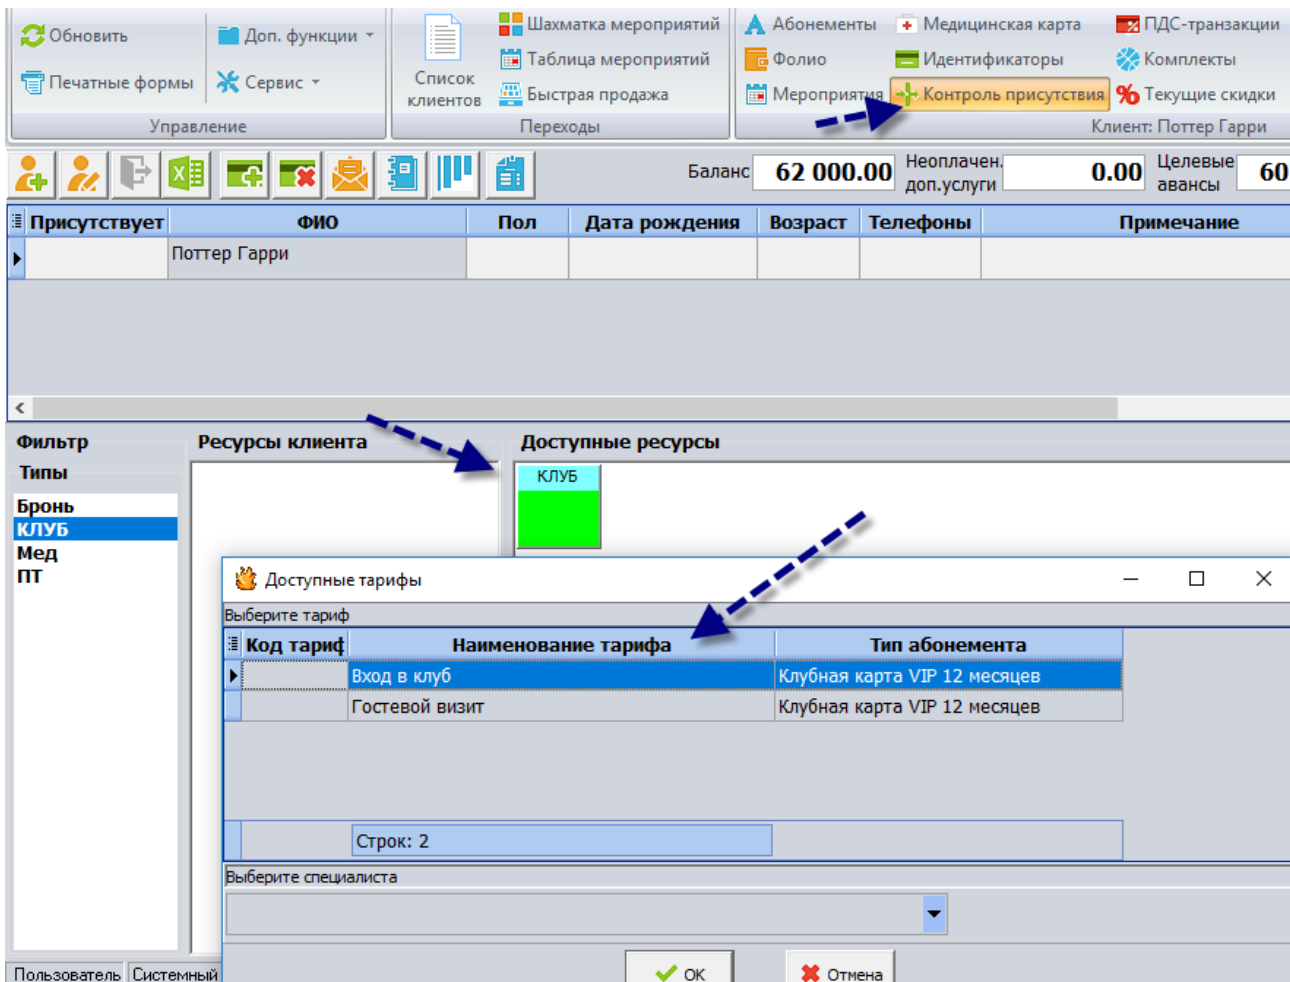 Обновить
Доп. функции
Печатные формы
Сервис
Управление
Список
клиентов
Шахматка мероприятий
Таблица мероприятий
Быстрая продажа
Переходы
Абонементы
Медицинская карта
ПДС-транзакции
Фолио
Идентификаторы
Комплекты
Мероприятия
Контроль присутствия
Текущие скидки
Клиент: Поттер Гарри
Баланс 62 000.00
Неоплачен.
доп.услуги 0.00
Целевые
авансы 60
Присутствует ФИО Пол Дата рождения Возраст Телефоны Примечание
Поттер Гарри
Фильтр
Типы
Бронь
КЛУБ
Мед
ПТ
Ресурсы клиента
Доступные ресурсы
КЛУБ
Доступные тарифы
Выберите тариф
Код тариф Наименование тарифа Тип абонемента
Вход в клуб Клубная карта VIP 12 месяцев
Гостевой визит Клубная карта VIP 12 месяцев
Строк: 2
Выберите специалиста
ОК
Отмена
Пользователь Системный